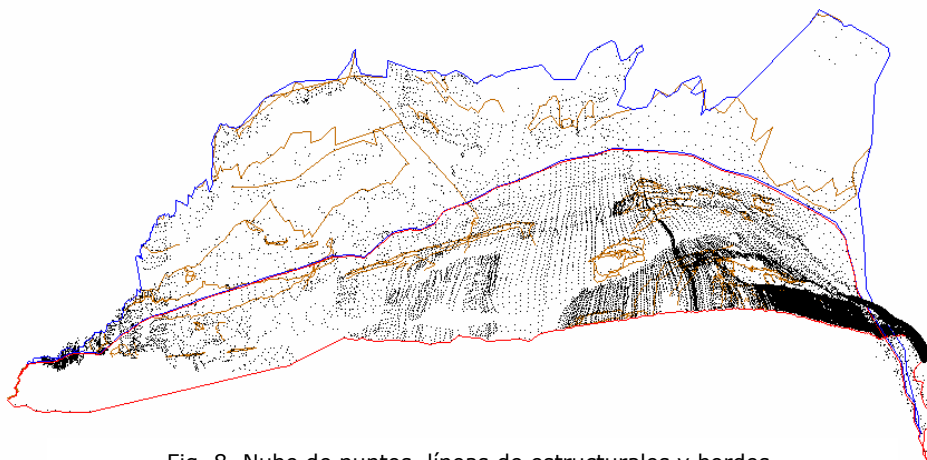 Fig. 8. Nube de puntos, líneas de estructurales y bordes